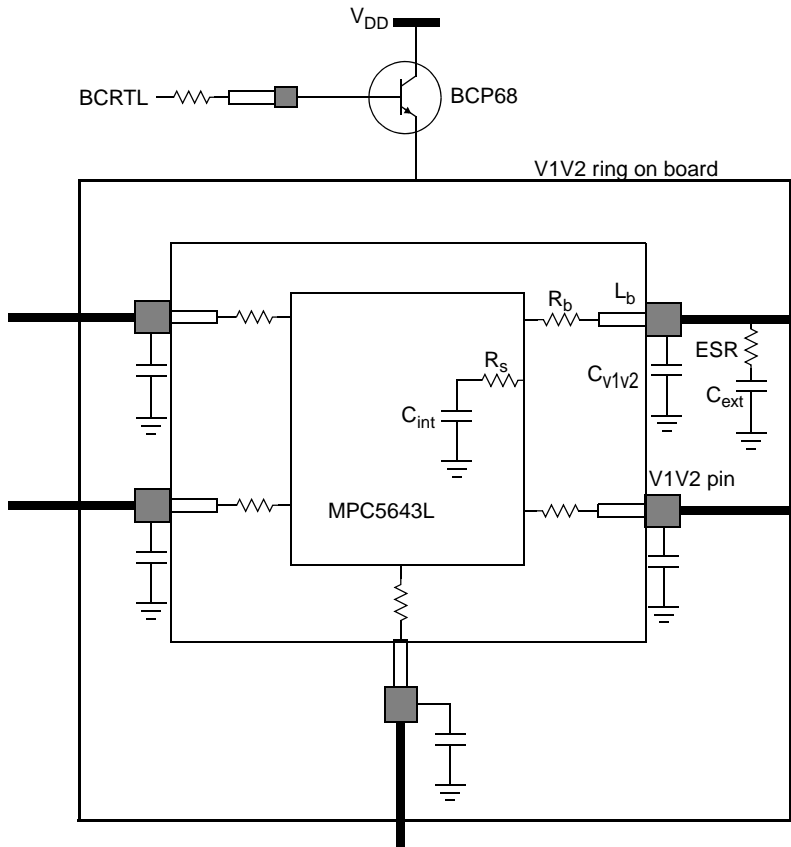 VDD
BCRTL
BCP68
V1V2 ring on board
Rb
Lb
Rs
ESR
Cv1v2
Cext
Cint
V1V2 pin
MPC5643L